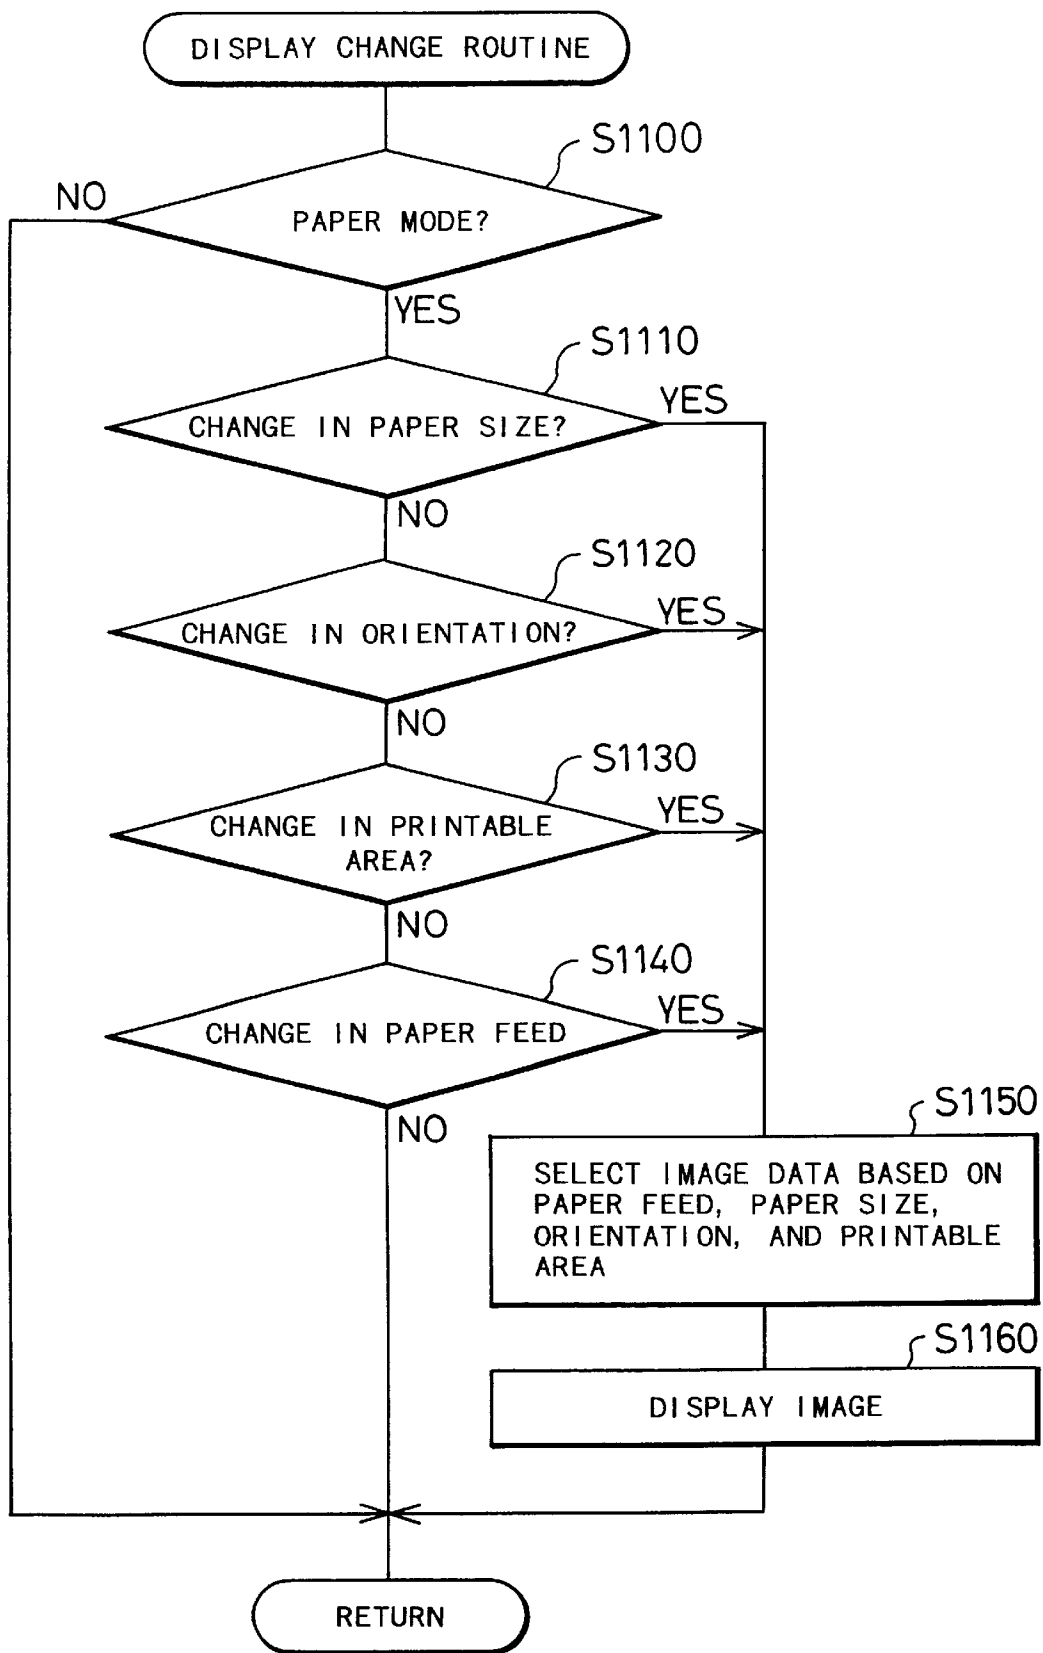 DISPLAY CHANGE ROUTINE
S1100
NO
PAPER MODE?
YES
S1110
YES
CHANGE IN PAPER SIZE?
NO
S1120
YES
CHANGE IN ORIENTATION?
NO
S1130
YES
CHANGE IN PRINTABLE
AREA?
NO
S1140
YES
CHANGE IN PAPER FEED
NO
S1150
SELECT IMAGE DATA BASED ON
PAPER FEED, PAPER SIZE,
ORIENTATION, AND PRINTABLE
AREA
S1160
DISPLAY IMAGE
RETURN